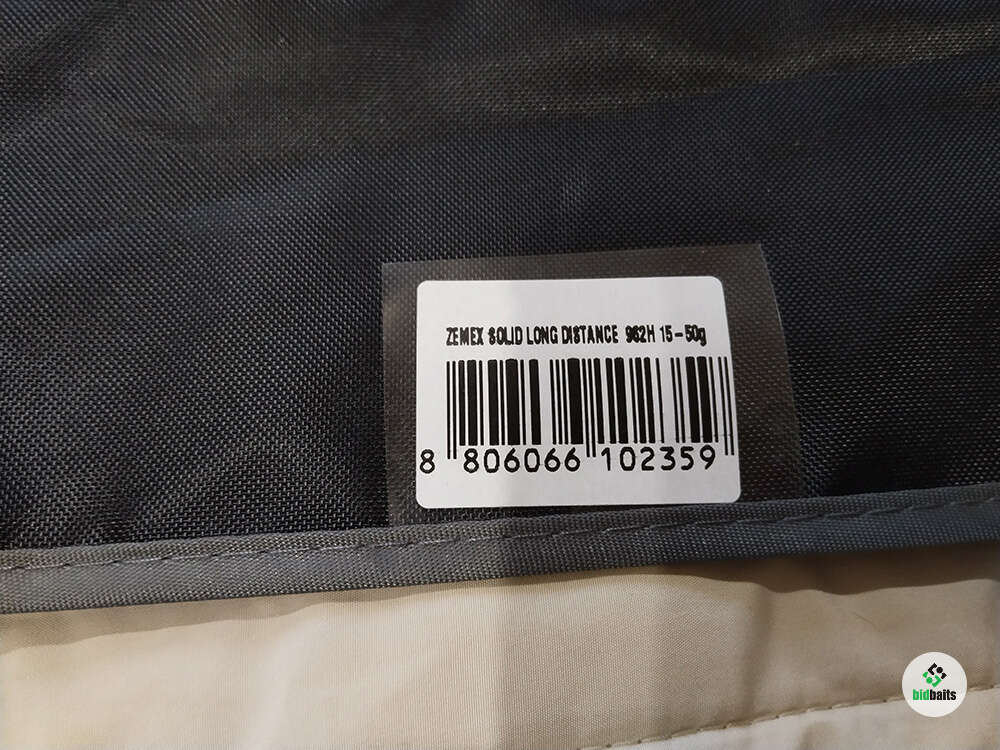 ZEMEX SOLID LONG DISTANCE 962H 15-50g
8 806066 102359
bidbaits